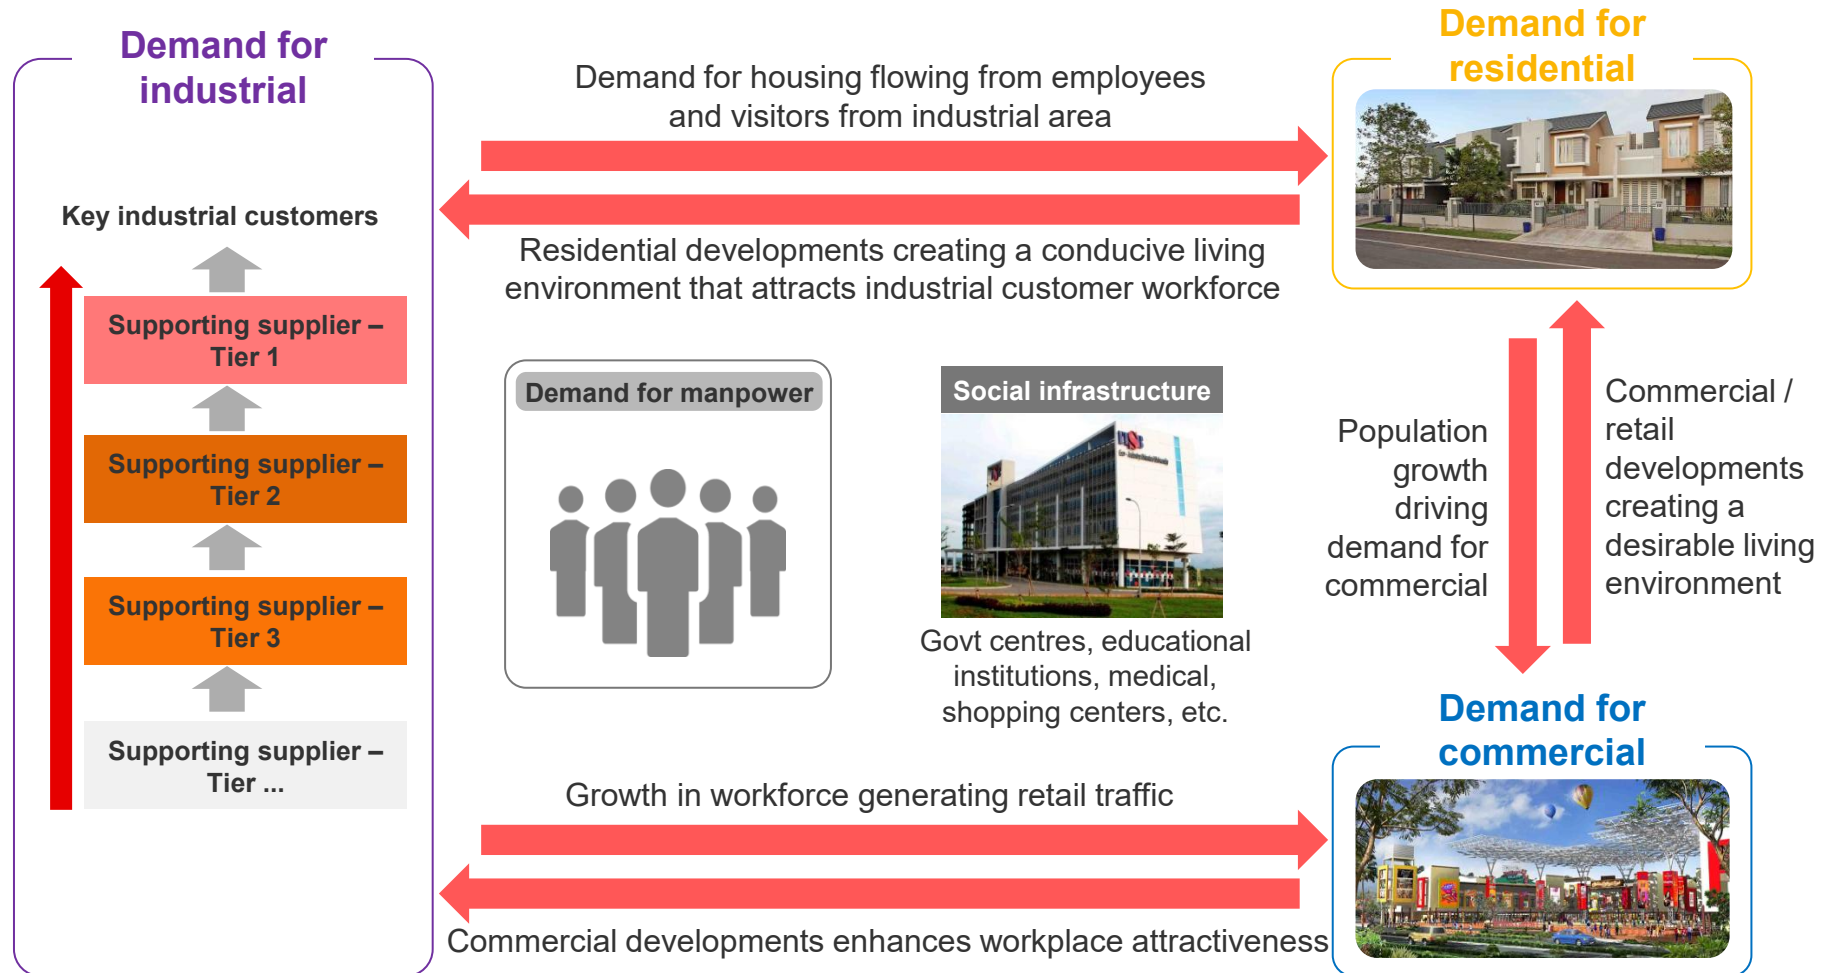 Demand for
industrial
Key industrial customers
Supporting supplier –
Tier 1
Supporting supplier –
Tier 2
Supporting supplier –
Tier 3
Supporting supplier –
Tier ...
Demand for housing flowing from employees
and visitors from industrial area
Residential developments creating a conducive living
environment that attracts industrial customer workforce
Demand for manpower
Social infrastructure
Govt centres, educational
institutions, medical,
shopping centers, etc.
Demand for
residential
Population
growth
driving
demand for
commercial
Commercial /
retail
developments
creating a
desirable living
environment
Demand for
commercial
Growth in workforce generating retail traffic
Commercial developments enhances workplace attractiveness